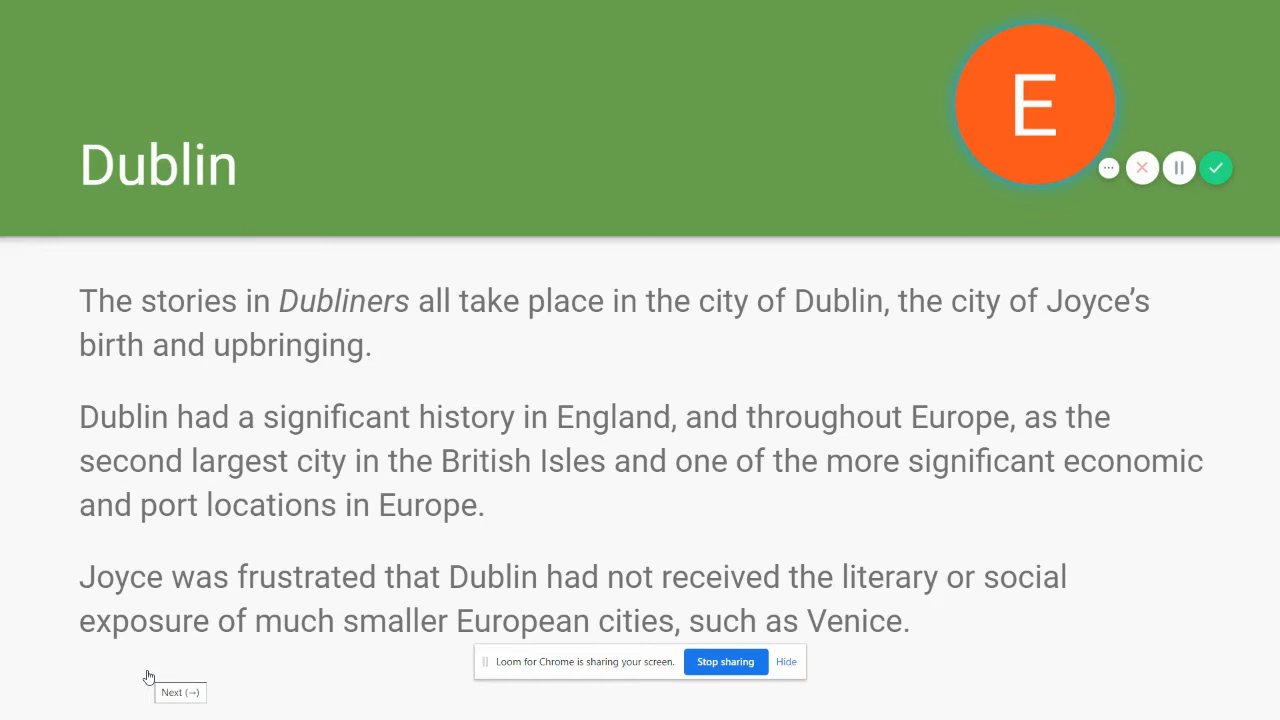 E
Dublin
The stories in Dubliners all take place in the city of Dublin, the city of Joyce’s
birth and upbringing.
Dublin had a significant history in England, and throughout Europe, as the
second largest city in the British Isles and one of the more significant economic
and port locations in Europe.
Joyce was frustrated that Dublin had not received the literary or social
exposure of much smaller European cities, such as Venice.
Loom for Chrome is sharing your screen. Stop sharing Hide
Next (→)